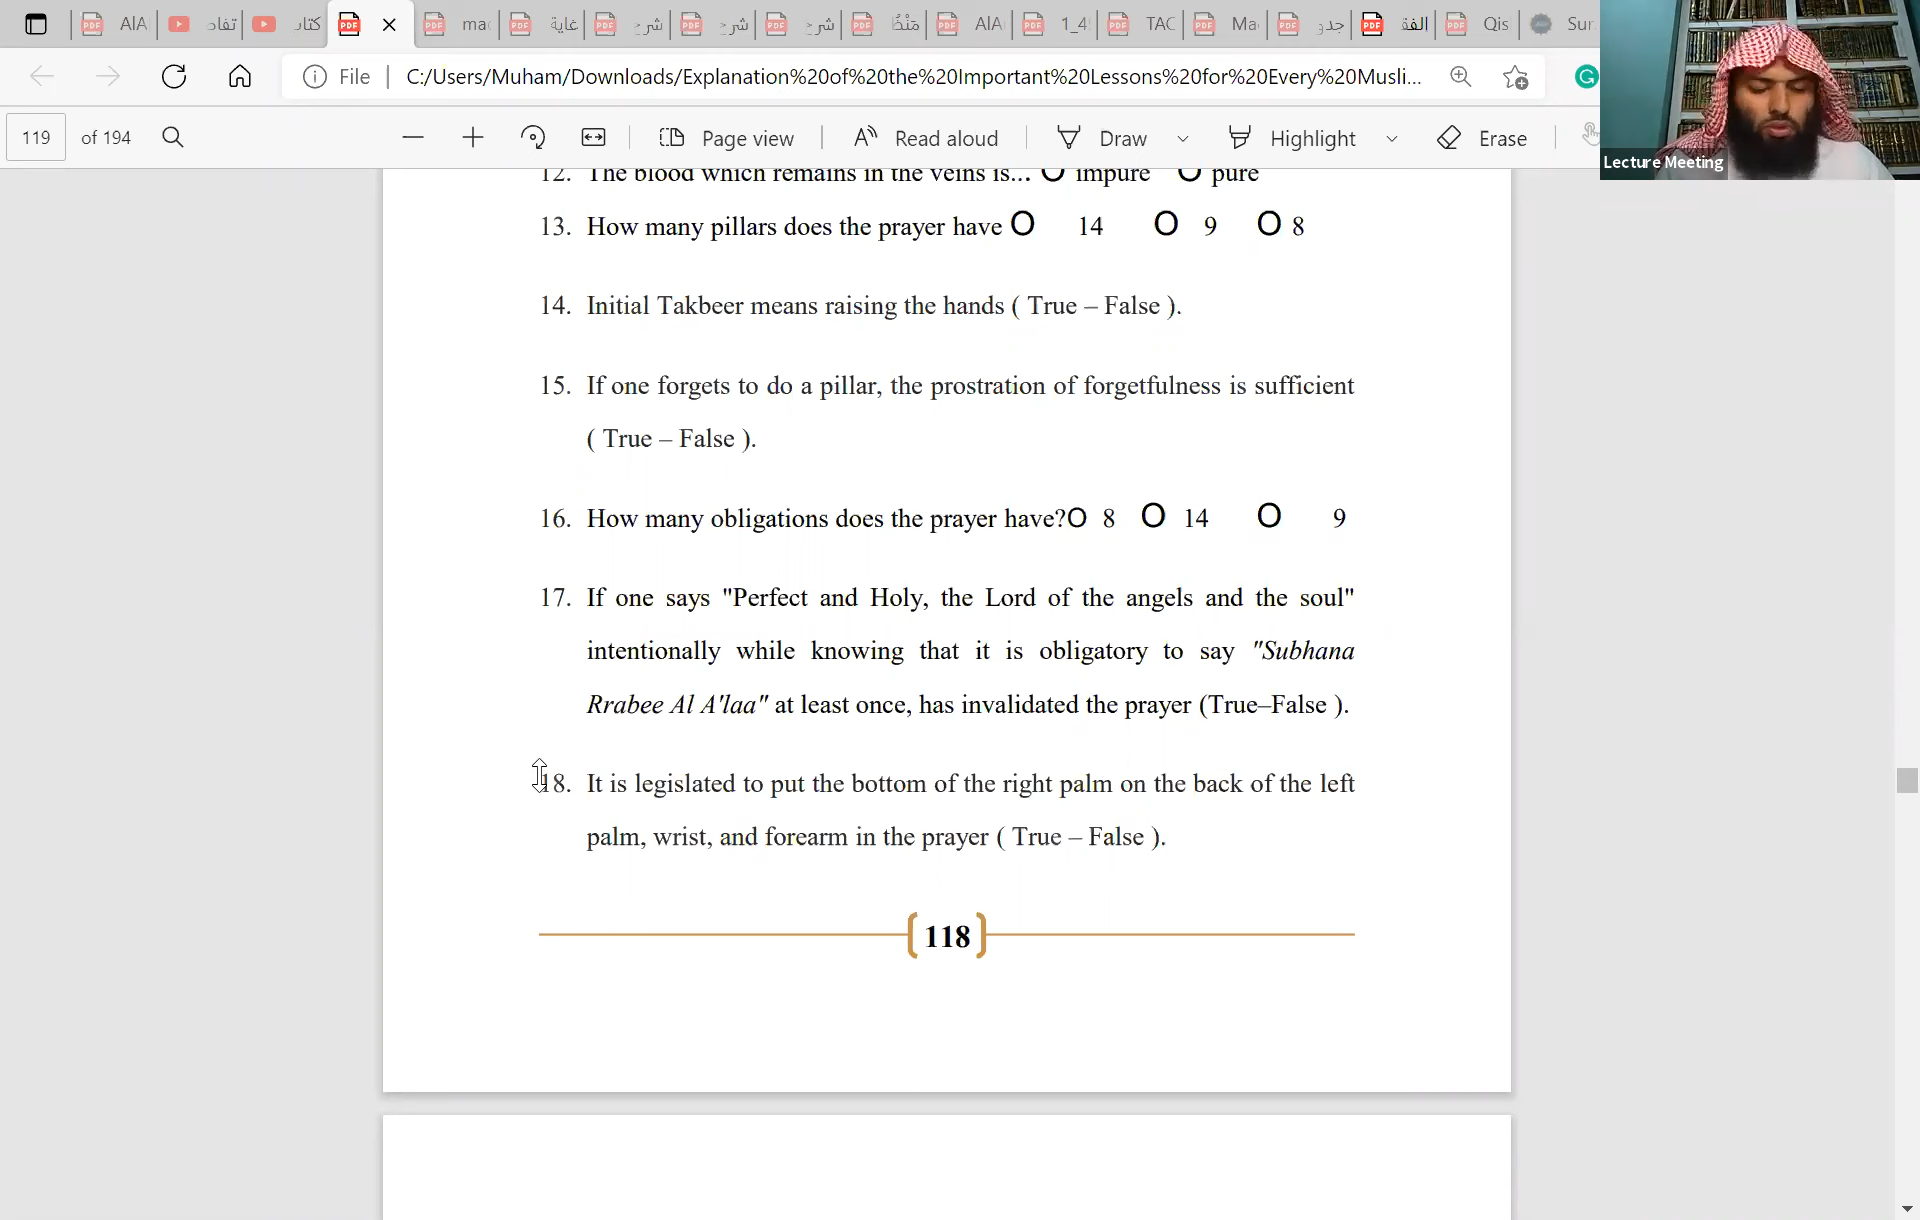 AlA تفاد كتاد ma غاية شرح شرح شرح AlA 1_4 TAC Ma جدو الفة Qis Sur
File C:/Users/Muham/Downloads/Explanation%20of%20the%20Important%20Lessons%20for%20Every%20Musli...
119 of 194 Page view Read aloud Draw Highlight Erase
Lecture Meeting
12. The blood which remains in the veins is... O impure O pure
13. How many pillars does the prayer have O 14 O 9 O 8
14. Initial Takbeer means raising the hands ( True – False ).
15. If one forgets to do a pillar, the prostration of forgetfulness is sufficient
( True – False ).
16. How many obligations does the prayer have?O 8 O 14 O 9
17. If one says "Perfect and Holy, the Lord of the angels and the soul"
intentionally while knowing that it is obligatory to say "Subhana
Rrabee Al A'laa" at least once, has invalidated the prayer (True–False ).
18. It is legislated to put the bottom of the right palm on the back of the left
palm, wrist, and forearm in the prayer ( True – False ).
118